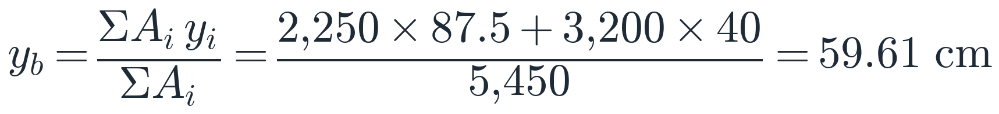 y_b = ΣA_i y_i / ΣA_i = 2,250 × 87.5 + 3,200 × 40 / 5,450 = 59.61 cm